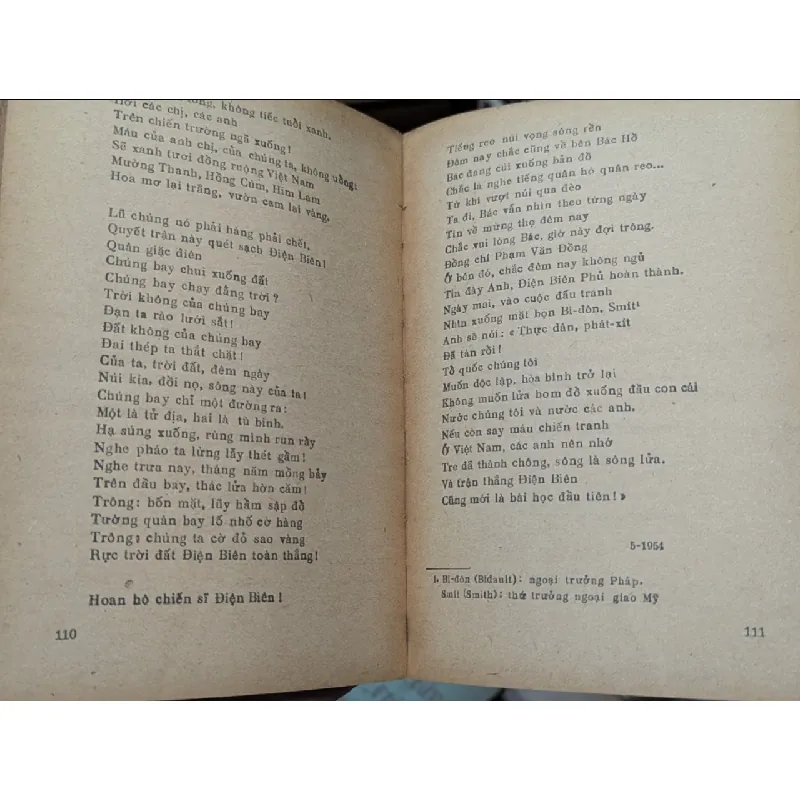 không tiếc tuổi xanh.
Hỡi các chị, các anh
Trên chiến trường ngã xuống!
Máu của anh chị, của chúng ta, không uổng!
Sẽ xanh tươi đồng ruộng Việt Nam
Mường Thanh, Hồng Cúm, Him Lam
Hoa mơ lại trắng, vườn cam lại vàng,
Lũ chúng nó phải hàng phải chết,
Quyết trận này quét sạch Điện Biên!
Quân giặc điên
Chúng bay chui xuống đất
Chúng bay chạy đằng trời?
Trời không của chúng bay
Đạn ta rào lưới sắt!
Đất không của chúng bay
Đai thép ta thắt chặt!
Của ta, trời đất, đêm ngày
Núi kia, đồi nọ, sông này của ta!
Chúng bay chỉ một đường ra:
Một là tử địa, hai là tù binh.
Hạ súng xuống, rùng mình run rẩy
Nghe pháo ta lừng lẫy thét gầm!
Nghe trưa nay, tháng năm mồng bảy
Trên đầu bay, thác lửa hờn căm!
Trông: bốn mặt, lũy hầm sập đổ
Tướng quân bay lố nhố cờ hàng
Trông: chúng ta cờ đỏ sao vàng
Rực trời đất Điện Biên toàn thắng!
Hoan hô chiến sĩ Điện Biên!
110
Tiếng reo núi vọng sông rền
Đêm nay chắc cũng về bên Bác Hồ
Bác đang cúi xuống bản đồ
Chắc là nghe tiếng quân hò quân reo...
Từ khi vượt núi qua đèo
Ta đi, Bác vẫn nhìn theo từng ngày
Tin về mừng thọ đêm nay
Chắc vui lòng Bác, giờ này đợi trông.
Đồng chí Phạm Văn Đồng
Ở bên đó, chắc đêm nay không ngủ
Tin đây Anh, Điện Biên Phủ hoàn thành.
Ngày mai, vào cuộc đấu tranh
Nhìn xuống mặt bọn Bi-đôn, Smit¹
Anh sẽ nói: «Thực dân, phát-xít
Đã tàn rồi!
Tổ quốc chúng tôi
Muốn độc lập, hòa bình trở lại
Không muốn lửa bom đổ xuống đầu con cái
Nước chúng tôi và nước các anh.
Nếu còn say máu chiến tranh
Ở Việt Nam, các anh nên nhớ
Tre đã thành chông, sông là sông lửa.
Và trận thắng Điện Biên
Cũng mới là bài học đầu tiên!»
5-1954
1. Bi-đôn (Bidault): ngoại trưởng Pháp.
Smit (Smith): thứ trưởng ngoại giao Mỹ
111